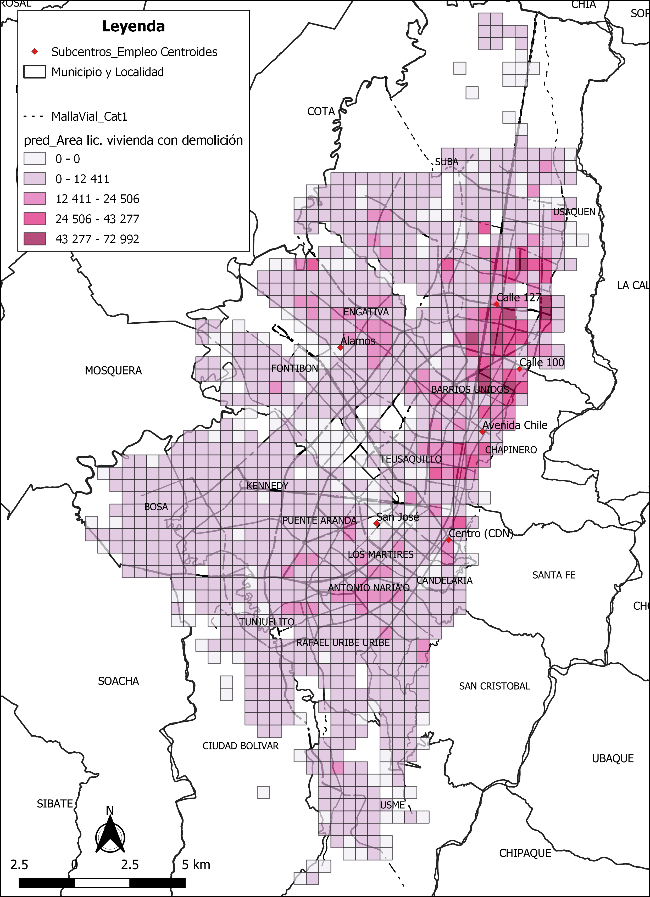 ROSAL
CHIA
SOP
Leyenda
Subcentros_Empleo Centroides
Municipio y Localidad
MallaVial_Cat1
pred_Area lic. vivienda con demolición
0 - 0
0 - 12 411
12 411 - 24 506
24 506 - 43 277
43 277 - 72 992
COTA
SUBA
USAQUEN
LA CAL
Calle 127
ENGATIVA
Alamos
Calle 100
MOSQUERA
FONTIBON
BARRIOS UNIDOS
Avenida Chile
CHAPINERO
TEUSAQUILLO
KENNEDY
BOSA
PUENTE ARANDA
San Jose
Centro (CDN)
LOS MARTIRES
SANTA FE
CANDELARIA
ANTONIO NARIÑO
CHO
TUNJUELITO
RAFAEL URIBE URIBE
SOACHA
SAN CRISTOBAL
CIUDAD BOLIVAR
UBAQUE
SIBATE
USME
N
CHIPAQUE
2.5 0 2.5 5 km